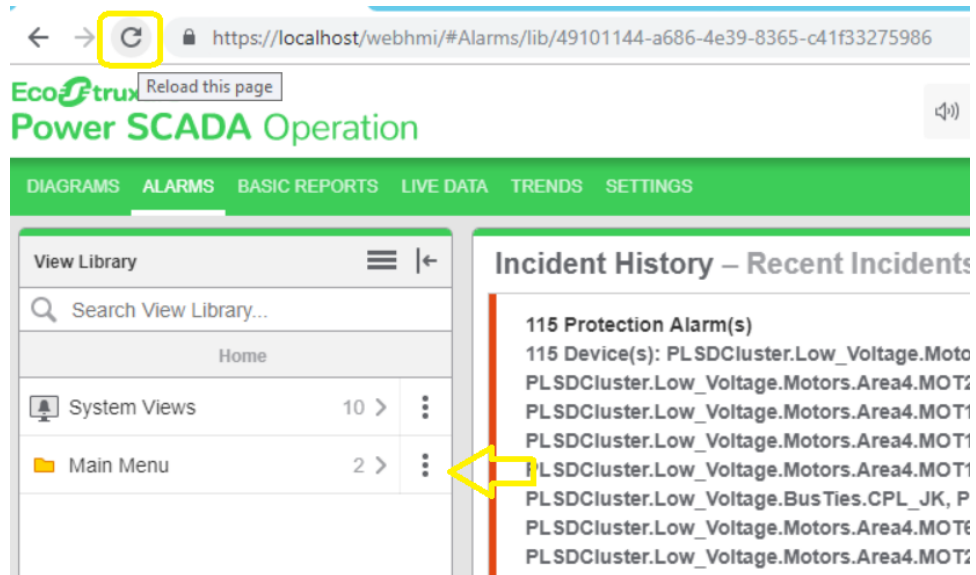 https://localhost/webhmi/#Alarms/lib/49101144-a686-4e39-8365-c41f33275986
Reload this page
Power SCADA Operation
DIAGRAMS ALARMS BASIC REPORTS LIVE DATA TRENDS SETTINGS
View Library
Search View Library...
Home
System Views 10
Main Menu 2
Incident History – Recent Incidents
115 Protection Alarm(s)
115 Device(s): PLSDCluster.Low_Voltage.Moto
PLSDCluster.Low_Voltage.Motors.Area4.MOT2
PLSDCluster.Low_Voltage.Motors.Area4.MOT1
PLSDCluster.Low_Voltage.Motors.Area4.MOT1
PLSDCluster.Low_Voltage.Motors.Area4.MOT1
PLSDCluster.Low_Voltage.BusTies.CPL_JK, P
PLSDCluster.Low_Voltage.Motors.Area4.MOT6
PLSDCluster.Low_Voltage.Motors.Area4.MOT2